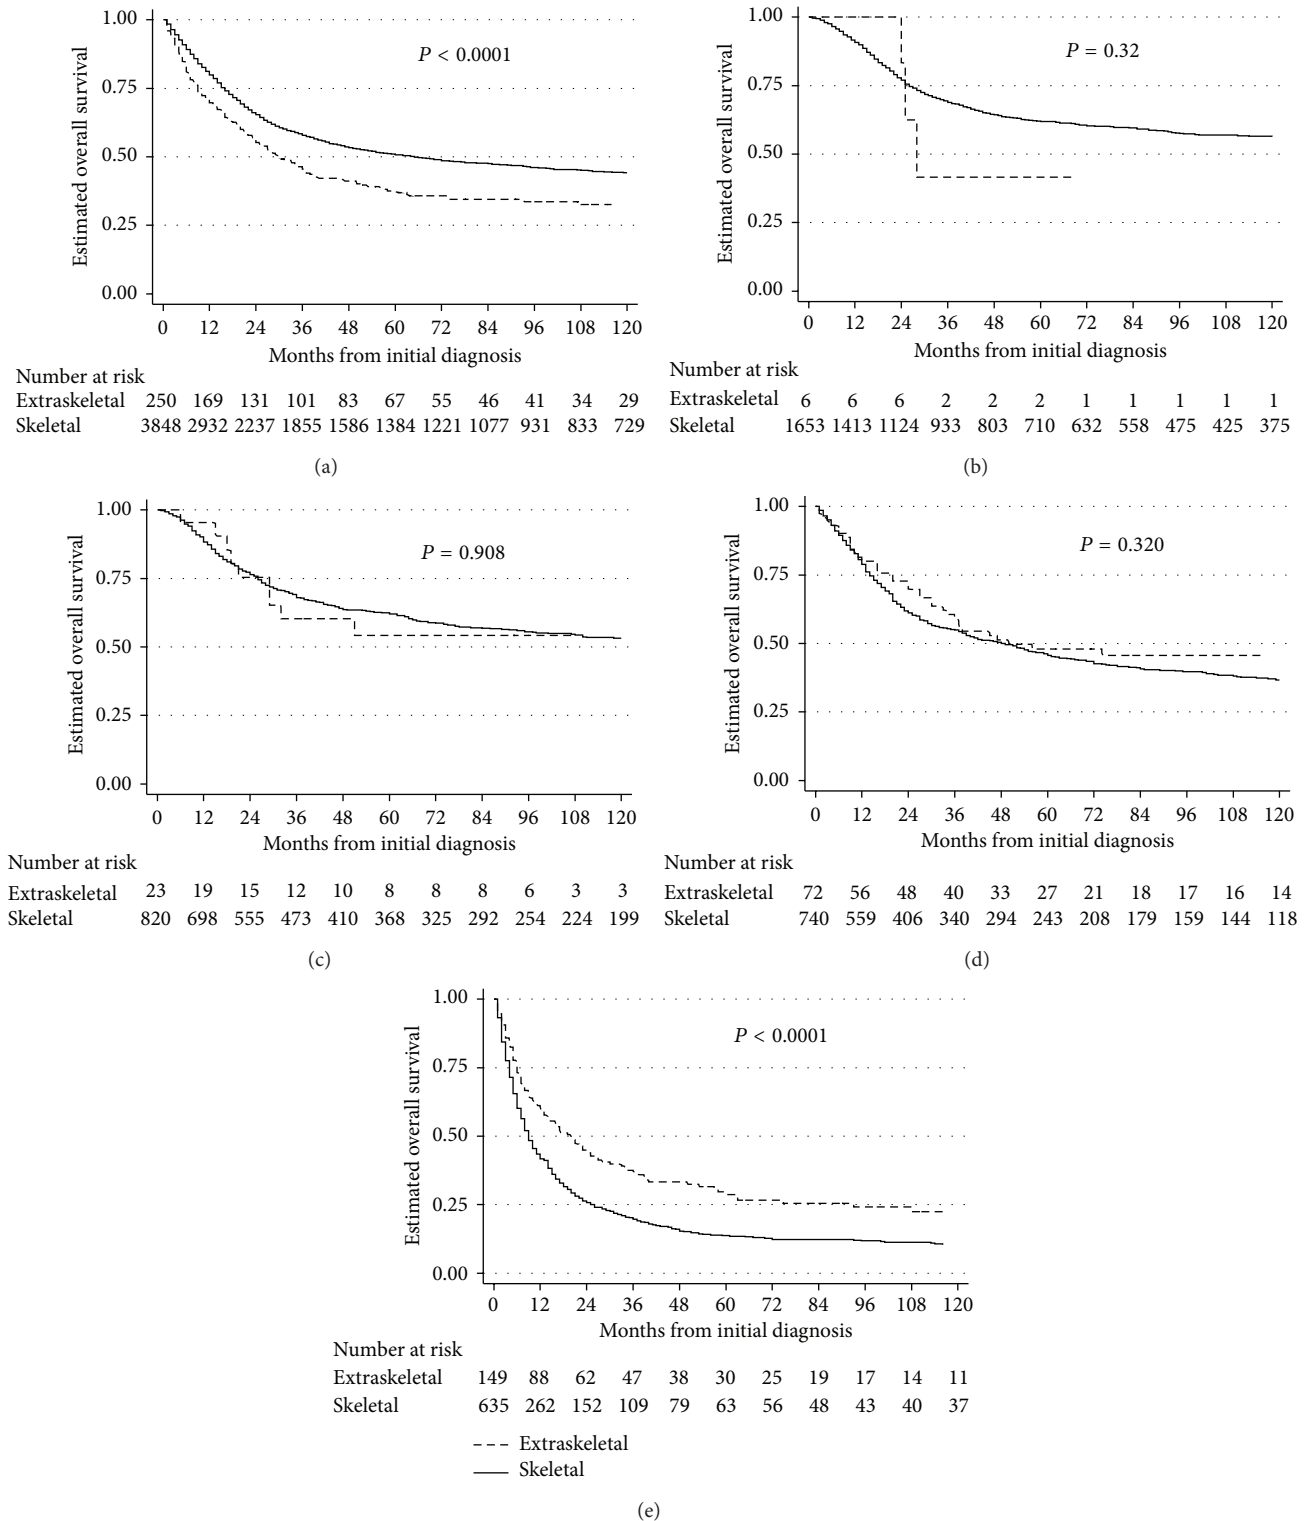 1.00
0.75
0.50
0.25
0.00
Estimated overall survival
P < 0.0001
0 12 24 36 48 60 72 84 96 108 120
Months from initial diagnosis
Number at risk
Extraskeletal 250 169 131 101 83 67 55 46 41 34 29
Skeletal 3848 2932 2237 1855 1586 1384 1221 1077 931 833 729
(a)
1.00
0.75
0.50
0.25
0.00
Estimated overall survival
P = 0.32
0 12 24 36 48 60 72 84 96 108 120
Months from initial diagnosis
Number at risk
Extraskeletal 6 6 6 2 2 2 1 1 1 1 1
Skeletal 1653 1413 1124 933 803 710 632 558 475 425 375
(b)
1.00
0.75
0.50
0.25
0.00
Estimated overall survival
P = 0.908
0 12 24 36 48 60 72 84 96 108 120
Months from initial diagnosis
Number at risk
Extraskeletal 23 19 15 12 10 8 8 8 6 3 3
Skeletal 820 698 555 473 410 368 325 292 254 224 199
(c)
1.00
0.75
0.50
0.25
0.00
Estimated overall survival
P = 0.320
0 12 24 36 48 60 72 84 96 108 120
Months from initial diagnosis
Number at risk
Extraskeletal 72 56 48 40 33 27 21 18 17 16 14
Skeletal 740 559 406 340 294 243 208 179 159 144 118
(d)
1.00
0.75
0.50
0.25
0.00
Estimated overall survival
P < 0.0001
0 12 24 36 48 60 72 84 96 108 120
Months from initial diagnosis
Number at risk
Extraskeletal 149 88 62 47 38 30 25 19 17 14 11
Skeletal 635 262 152 109 79 63 56 48 43 40 37
Extraskeletal
Skeletal
(e)